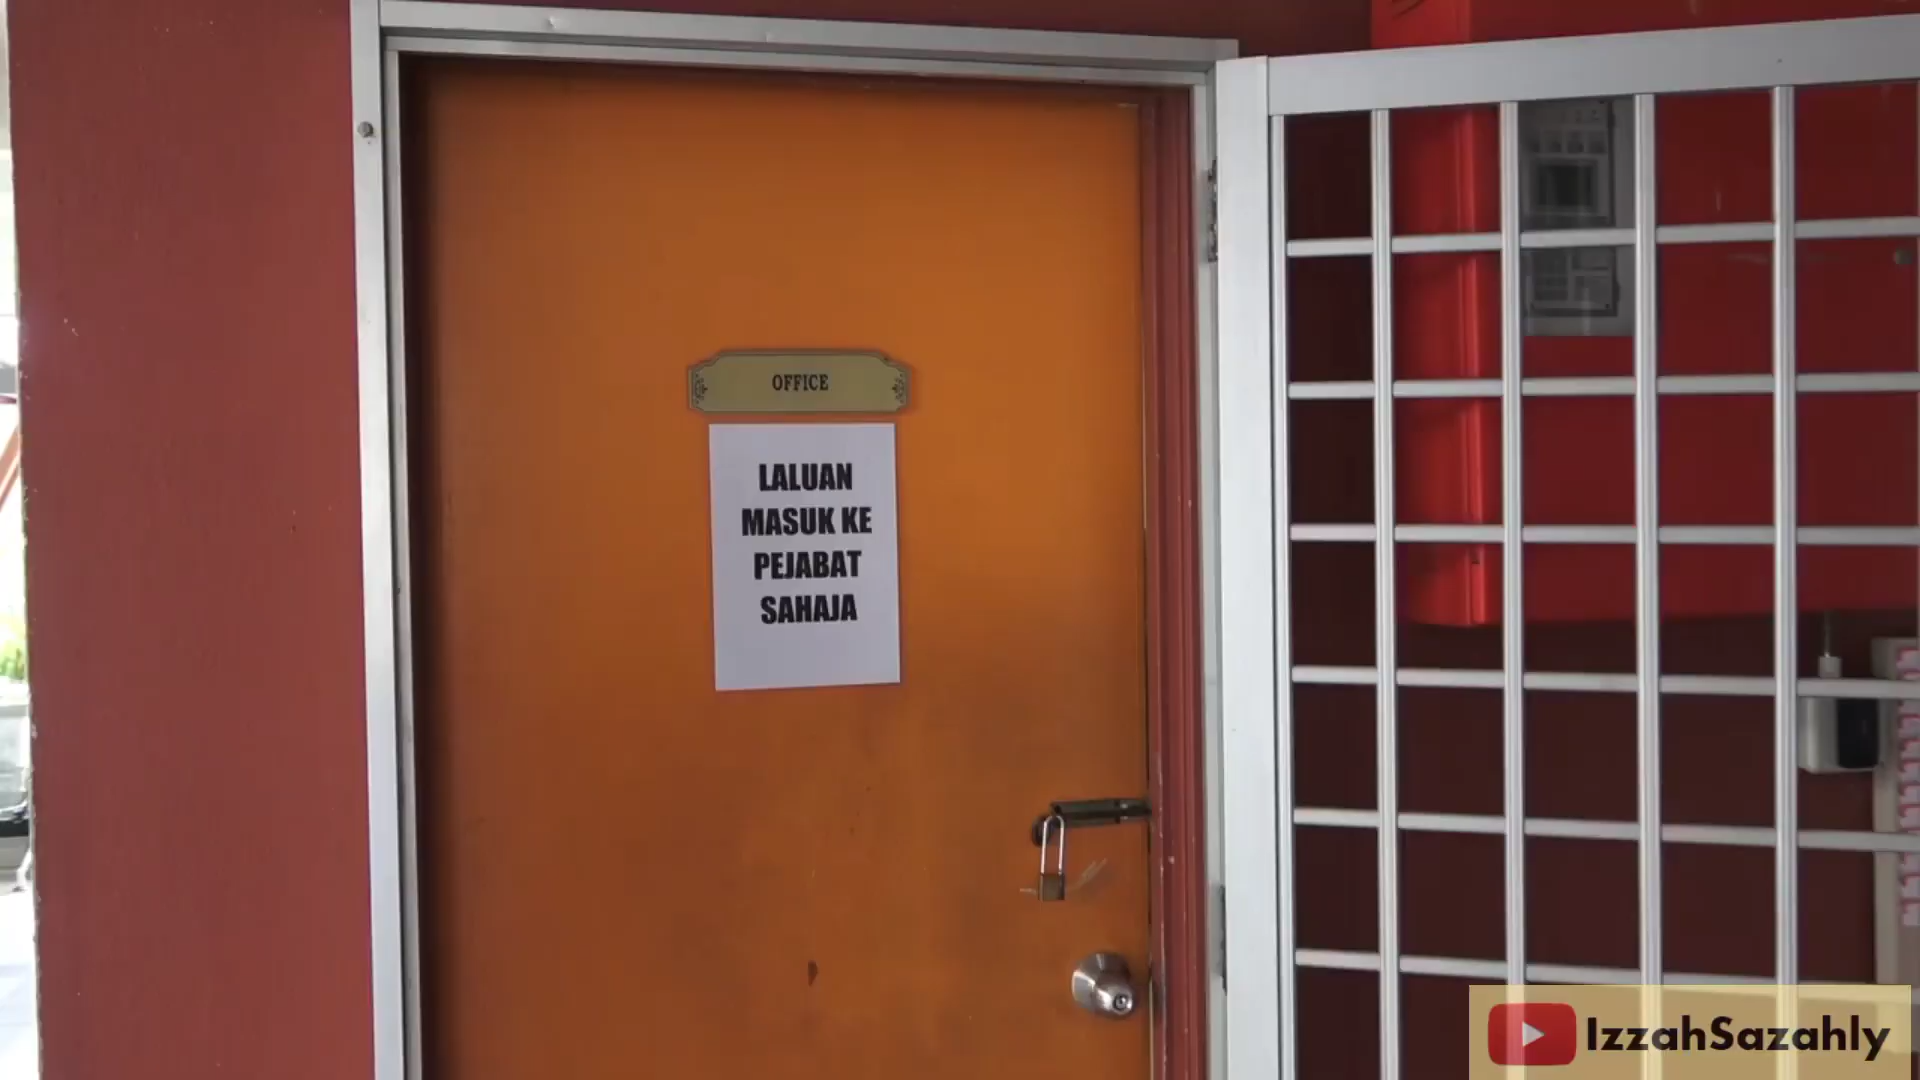 OFFICE
LALUAN
MASUK KE
PEJABAT
SAHAJA
IzzahSazahly